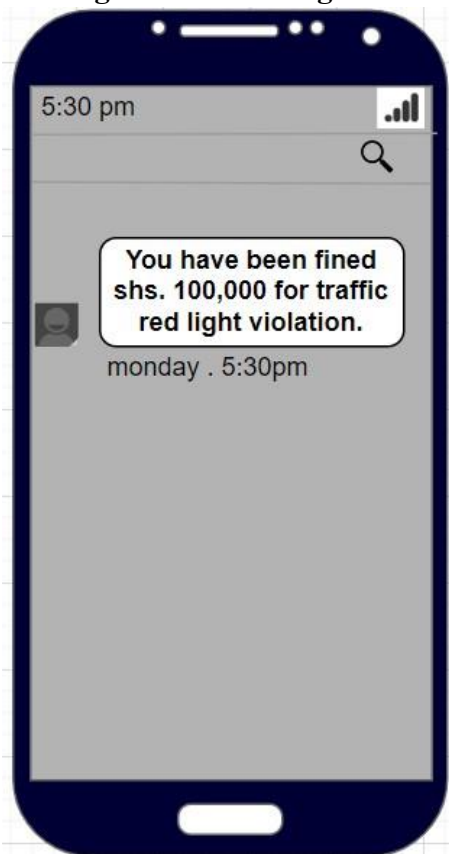 5:30 pm
You have been fined
shs. 100,000 for traffic
red light violation.
monday . 5:30pm